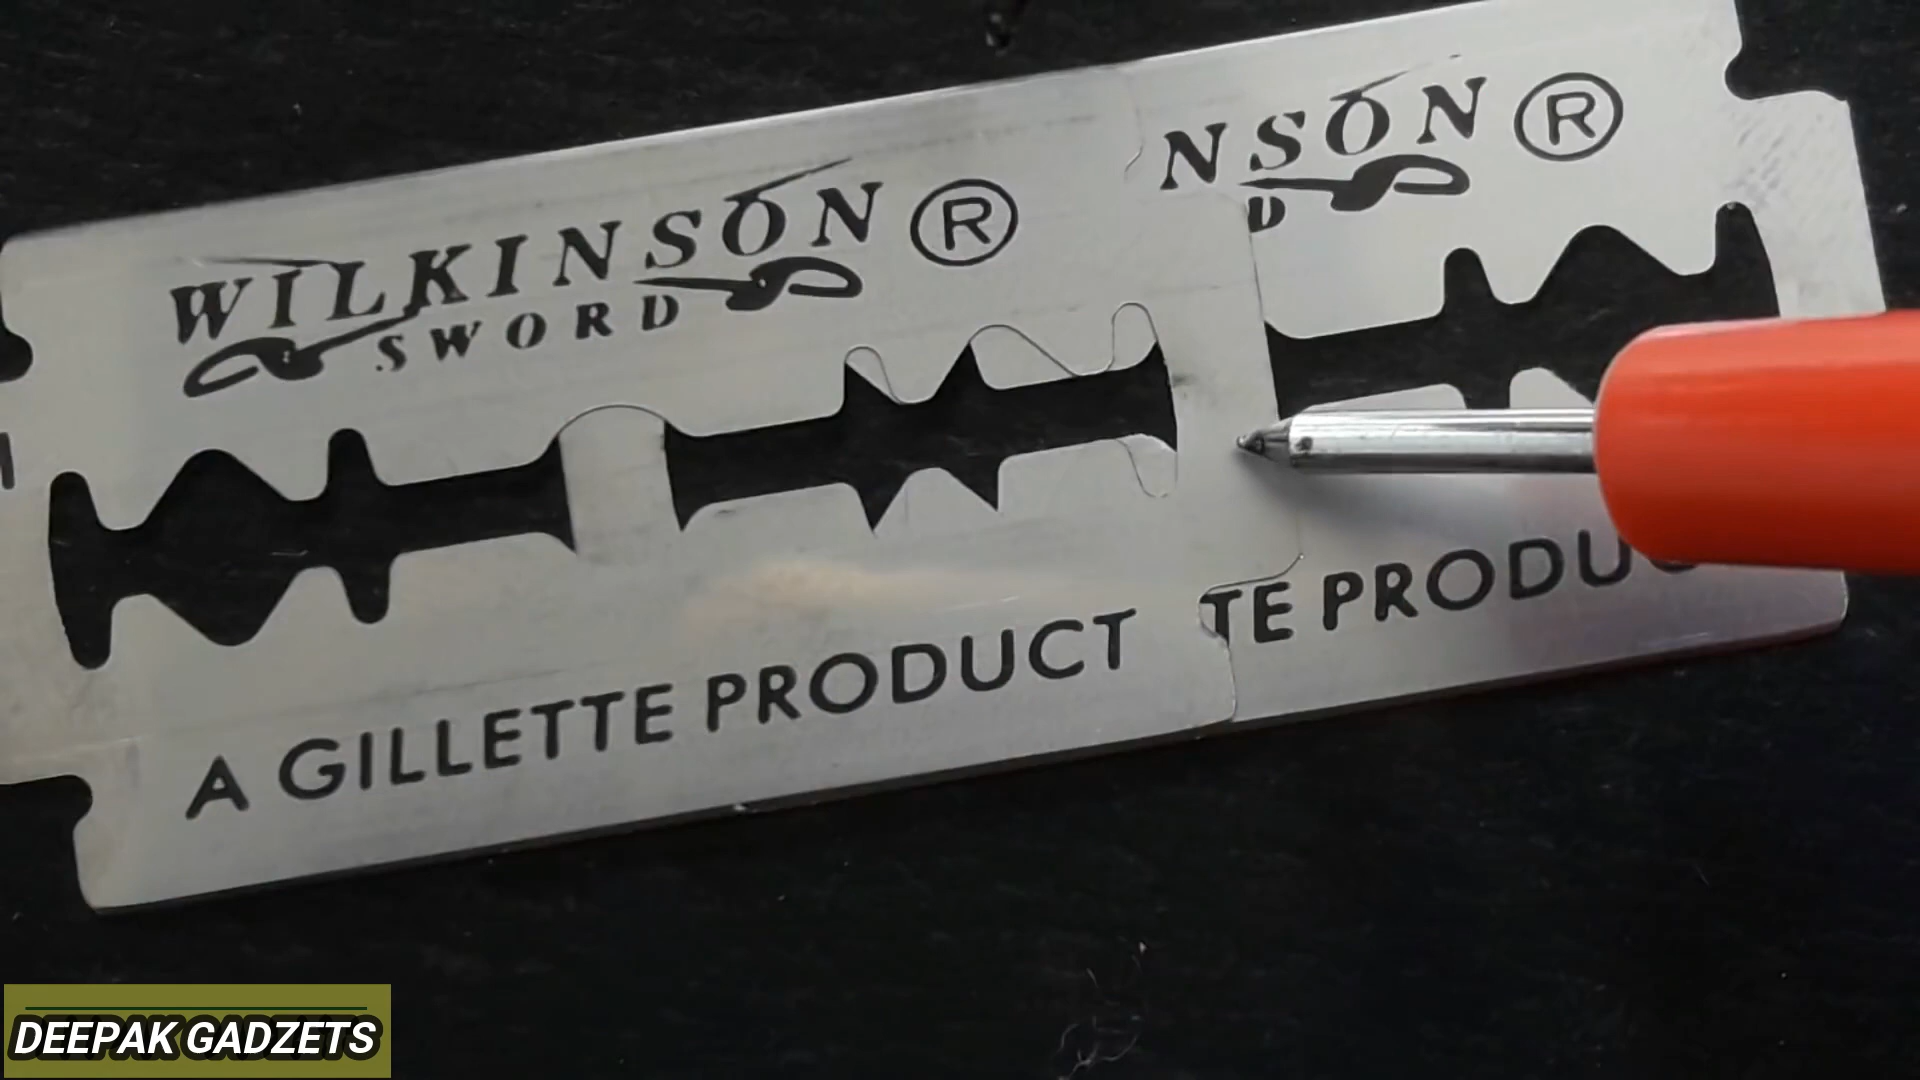 WILKINSON ®
SWORD
A GILLETTE PRODUCT
NSON ®
D
TE PRODU
DEEPAK GADZETS